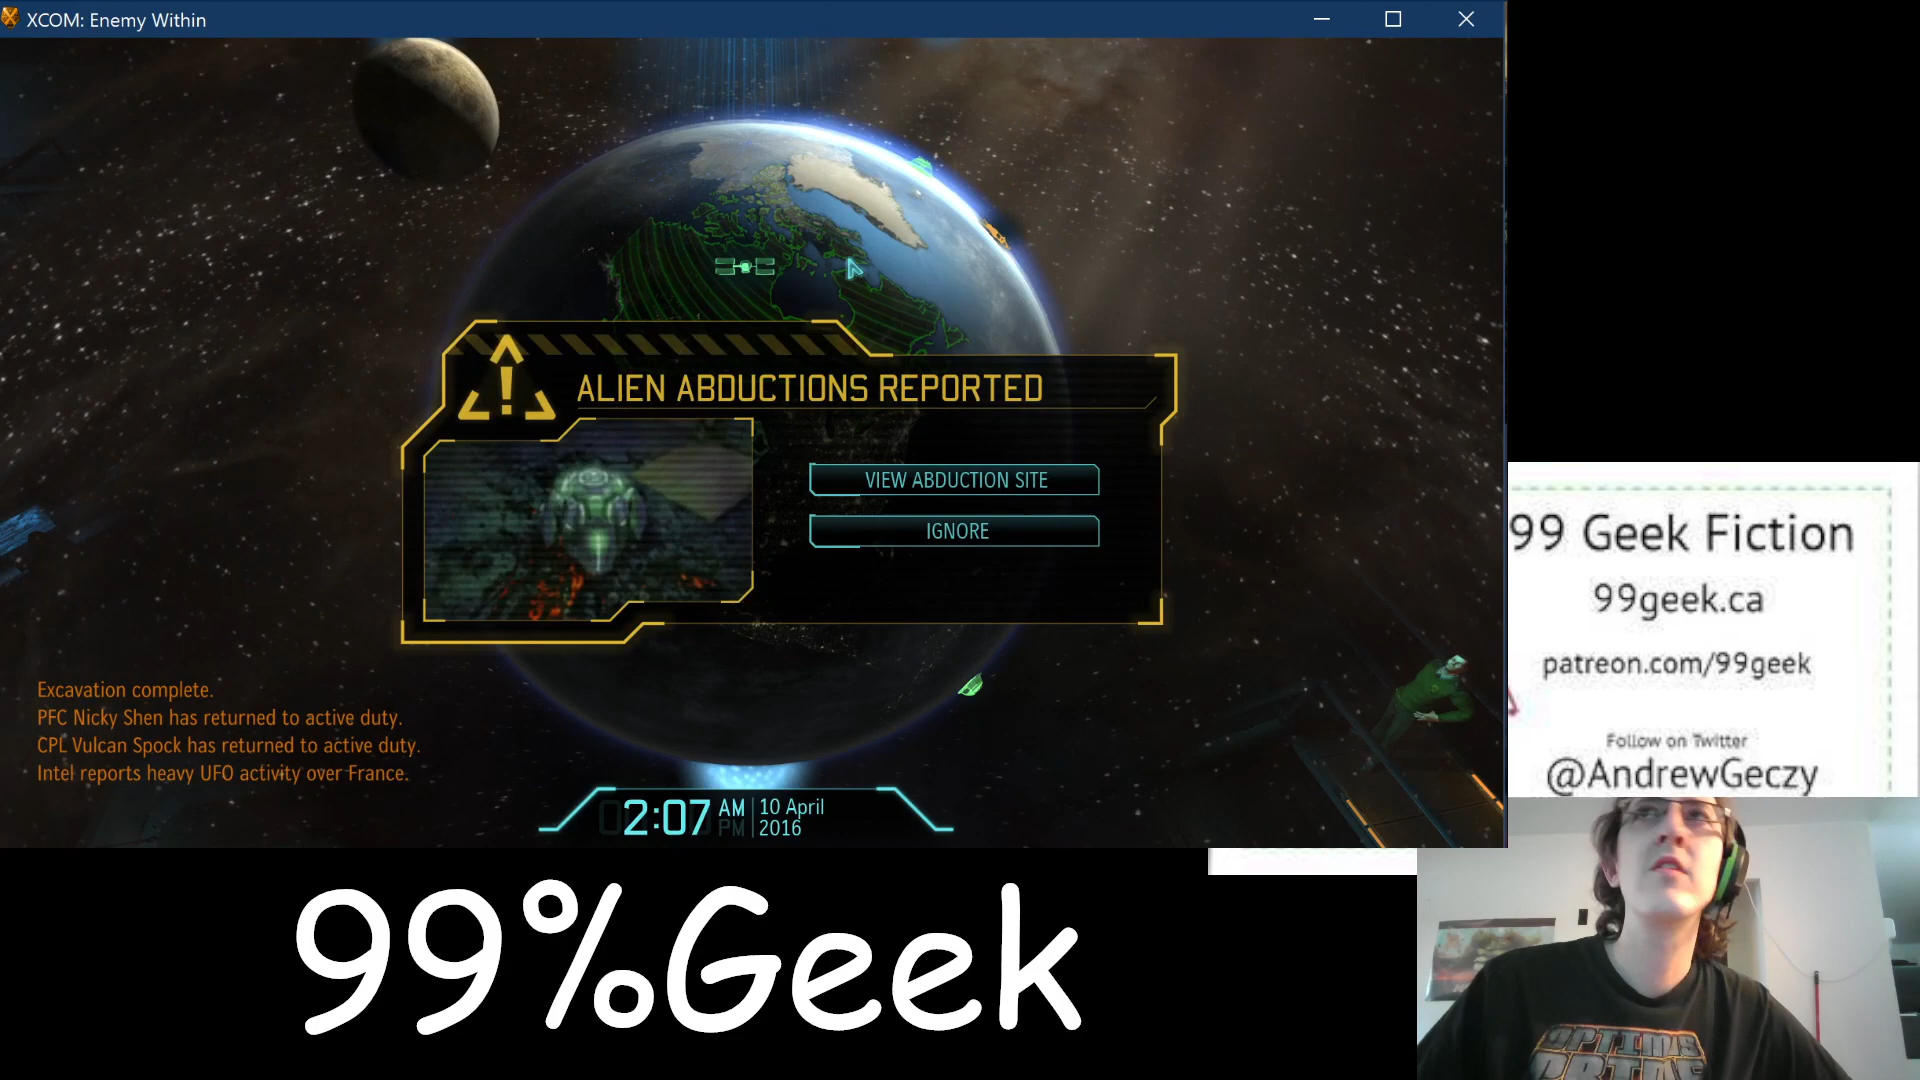 XCOM: Enemy Within
ALIEN ABDUCTIONS REPORTED
VIEW ABDUCTION SITE
IGNORE
Excavation complete.
PFC Nicky Shen has returned to active duty.
CPL Vulcan Spock has returned to active duty.
Intel reports heavy UFO activity over France.
2:07 AM PM 10 April 2016
99 Geek Fiction
99geek.ca
patreon.com/99geek
Follow on Twitter
@AndrewGeczy
99%Geek
OPTIMUS
PRIME